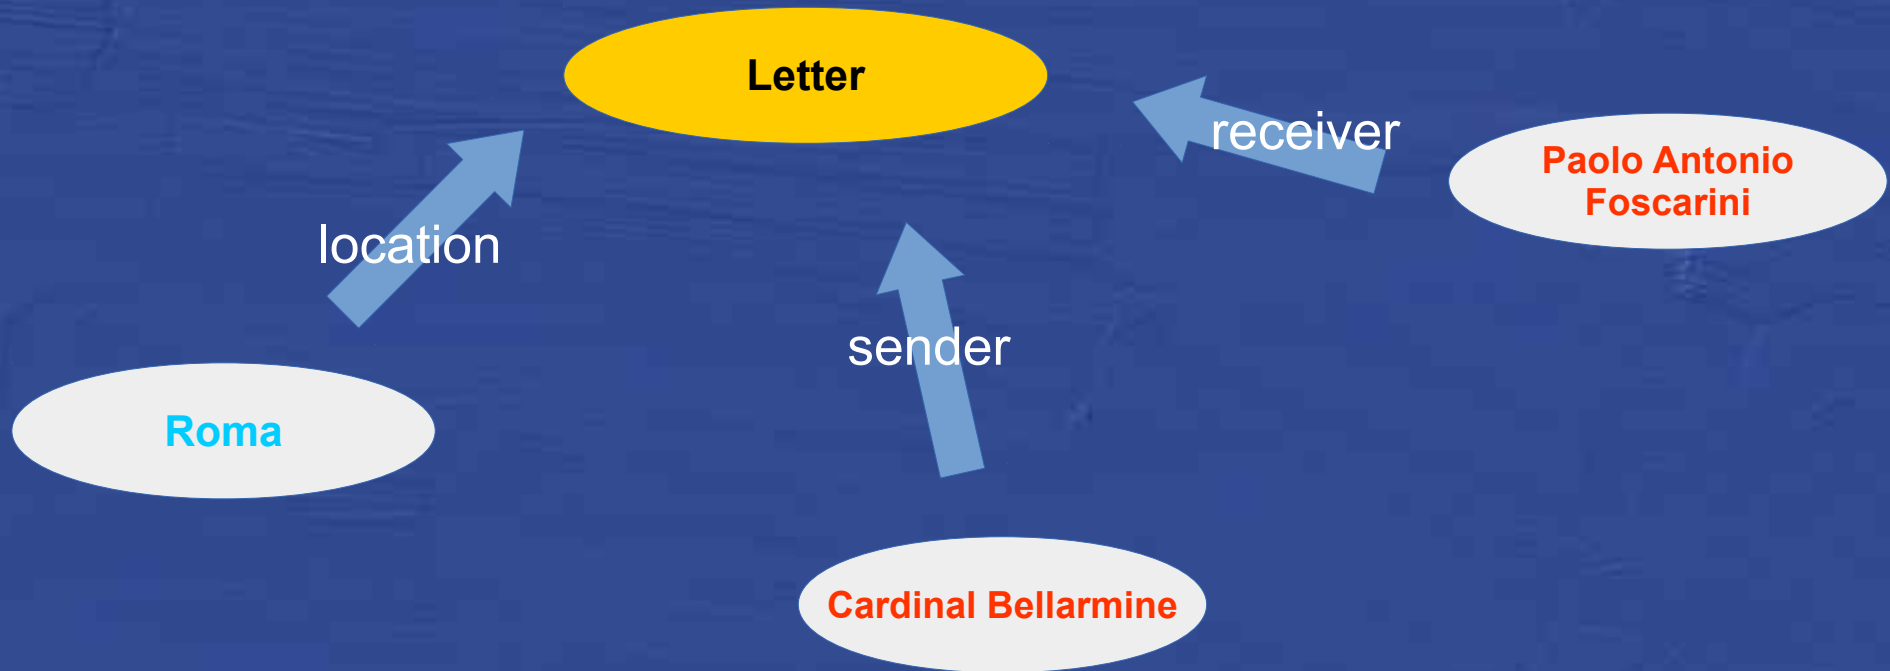 Letter
receiver
Paolo Antonio
Foscarini
location
sender
Roma
Cardinal Bellarmine